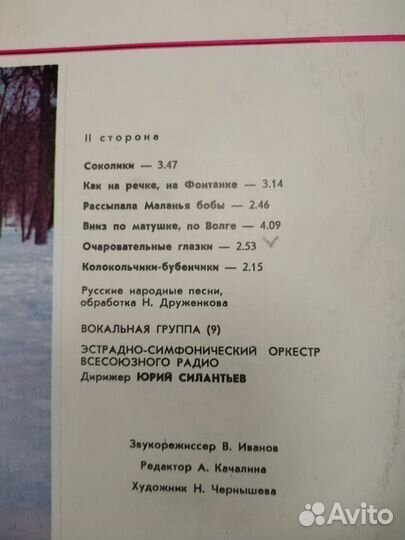 II сторона
Соколики — 3.47
Как на речке, на Фонтанке — 3.14
Рассыпала Маланья бобы — 2.46
Вниз по матушке, по Волге — 4.09
Очаровательные глазки — 2.53
Колокольчики-бубенчики — 2.15
Русские народные песни,
обработка Н. Друженкова
ВОКАЛЬНАЯ ГРУППА (9)
ЭСТРАДНО-СИМФОНИЧЕСКИЙ ОРКЕСТР
ВСЕСОЮЗНОГО РАДИО
Дирижер ЮРИЙ СИЛАНТЬЕВ
Звукорежиссер В. Иванов
Редактор А. Качалина
Художник Н. Чернышева
Avito